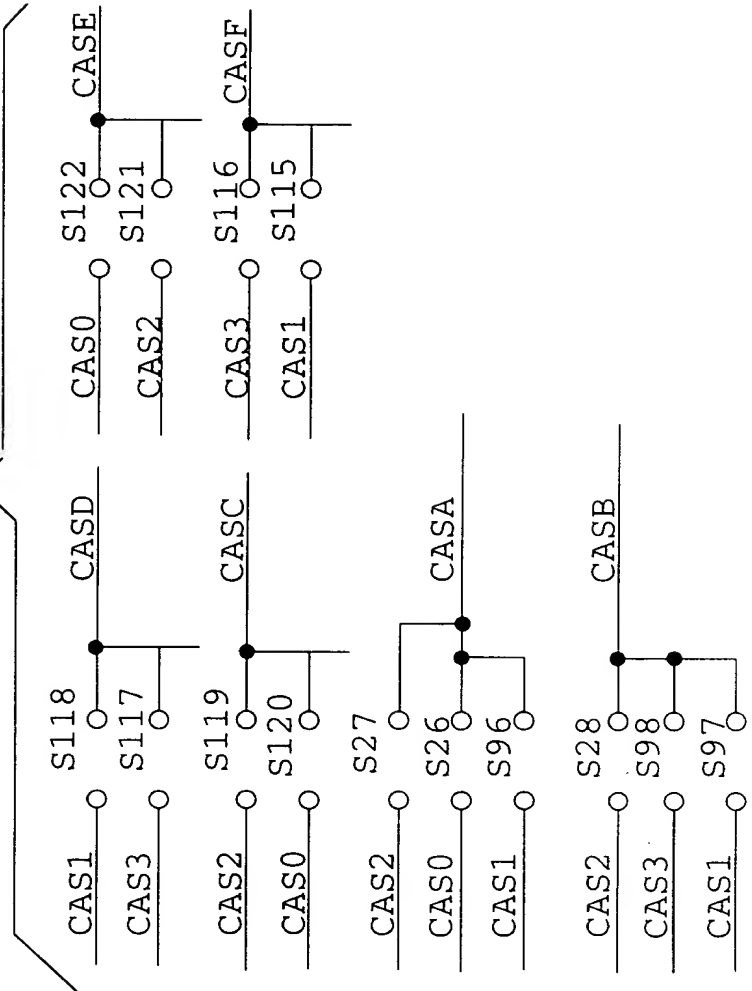 CAS0 S122 CASE
CAS2 S121
CAS3 S116 CASF
CAS1 S115
CAS1 S118 CASD
CAS3 S117
CAS2 S119 CASC
CAS0 S120
CAS2 S27
CAS0 S26 CASA
CAS1 S96
CAS2 S28 CASB
CAS3 S98
CAS1 S97